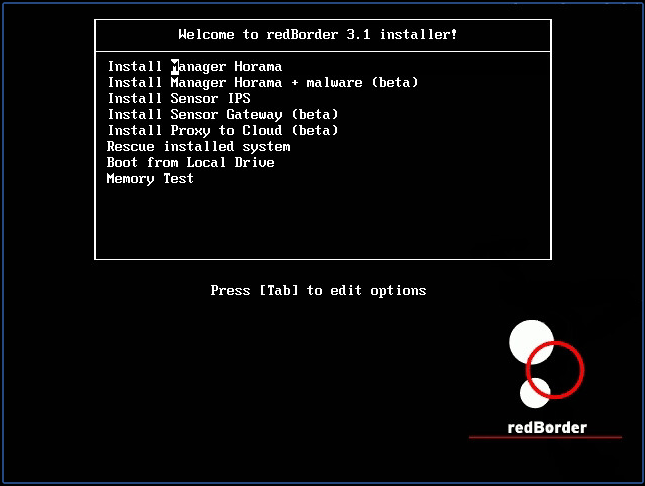 Welcome to redBorder 3.1 installer!
Install Manager Horama
Install Manager Horama + malware (beta)
Install Sensor IPS
Install Sensor Gateway (beta)
Install Proxy to Cloud (beta)
Rescue installed system
Boot from Local Drive
Memory Test
Press [Tab] to edit options
redBorder